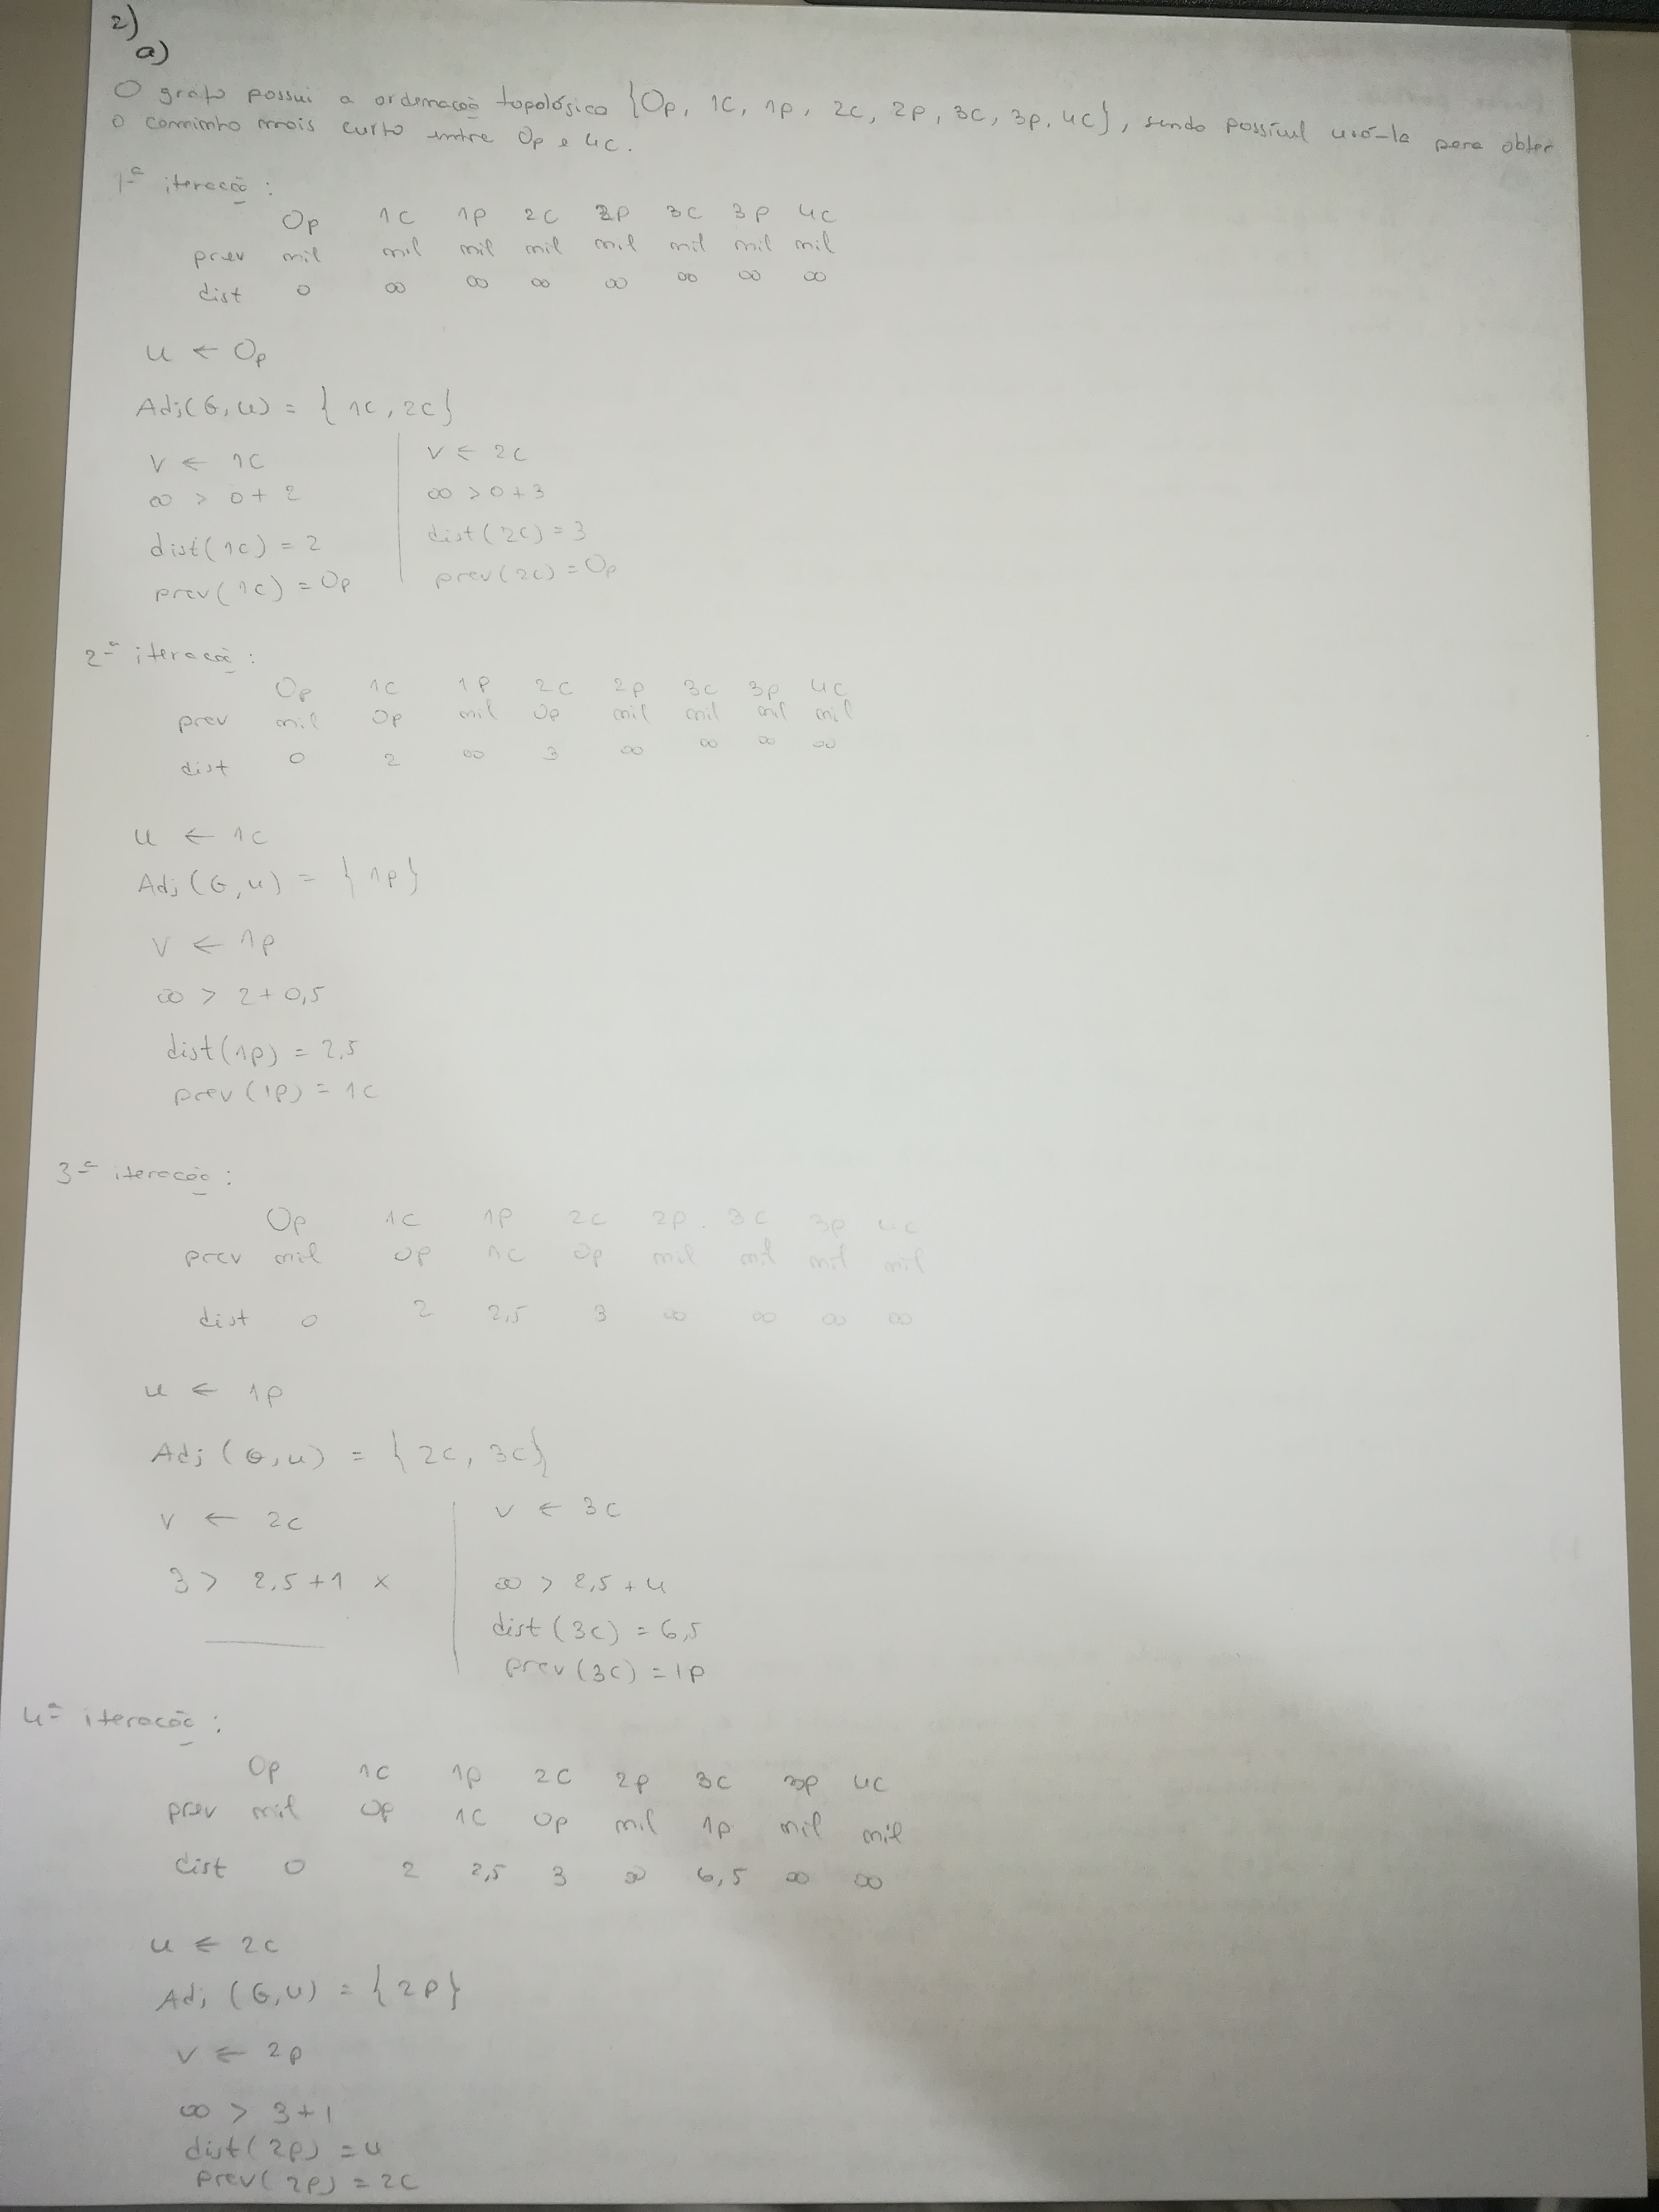 2)
a)
O grafo possui a ordenação topológica {0p, 1c, 1p, 2c, 2p, 3c, 3p, 4c}, sendo possível usá-la para obter
o caminho mais curto entre 0p e 4c.
1ª iteração:
0p 1c 1p 2c 2p 3c 3p 4c
prev nil nil nil nil nil nil nil nil
dist 0 ∞ ∞ ∞ ∞ ∞ ∞ ∞
u ← 0p
Adj(G,u) = {1c, 2c}
v ← 1c
∞ > 0+2
dist(1c) = 2
prev(1c) = 0p
v ← 2c
∞ > 0+3
dist(2c) = 3
prev(2c) = 0p
2ª iteração:
0p 1c 1p 2c 2p 3c 3p 4c
prev nil 0p nil 0p nil nil nil nil
dist 0 2 ∞ 3 ∞ ∞ ∞ ∞
u ← 1c
Adj(G,u) = {1p}
v ← 1p
∞ > 2+0,5
dist(1p) = 2,5
prev(1p) = 1c
3ª iteração:
0p 1c 1p 2c 2p 3c 3p 4c
prev nil 0p 1c 0p nil nil nil nil
dist 0 2 2,5 3 ∞ ∞ ∞ ∞
u ← 1p
Adj(G,u) = {2c, 3c}
v ← 2c
3 > 2,5+1 x
v ← 3c
∞ > 2,5+4
dist(3c) = 6,5
prev(3c) = 1p
4ª iteração:
0p 1c 1p 2c 2p 3c 3p 4c
prev nil 0p 1c 0p nil 1p nil nil
dist 0 2 2,5 3 ∞ 6,5 ∞ ∞
u ← 2c
Adj(G,u) = {2p}
v ← 2p
∞ > 3+1
dist(2p) = 4
prev(2p) = 2c